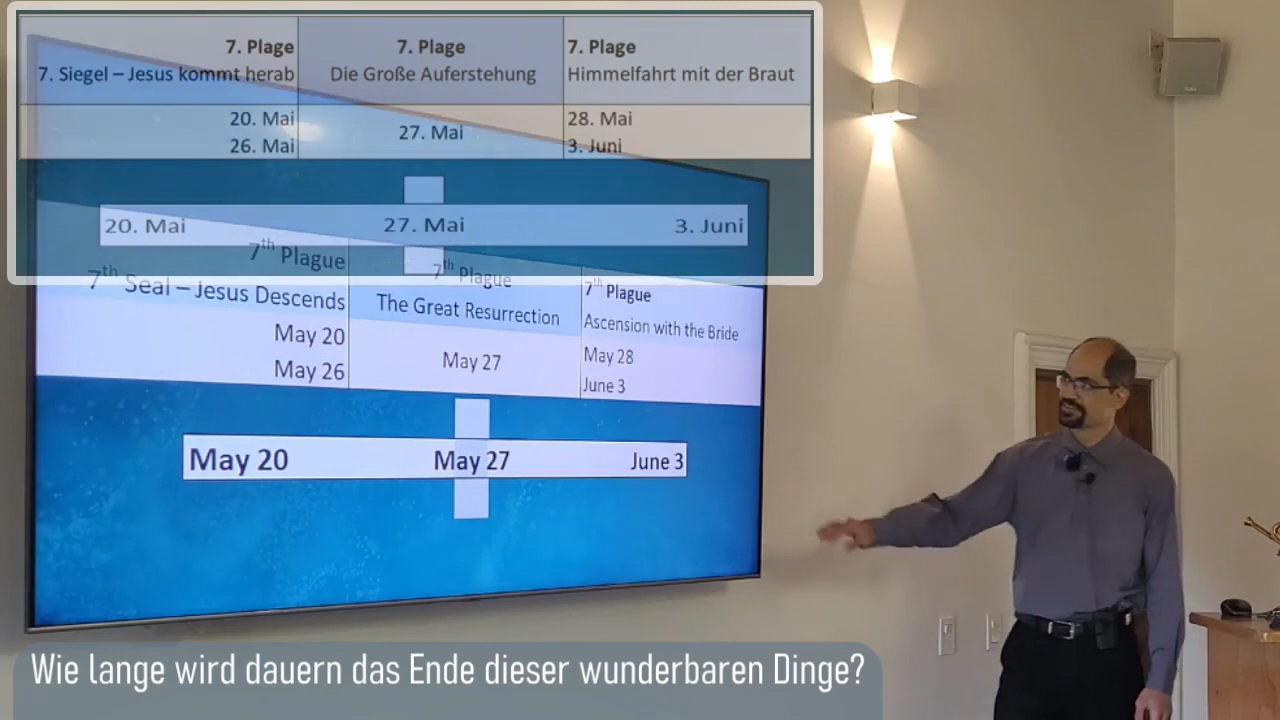 7. Plage
7. Siegel – Jesus kommt herab
20. Mai
26. Mai
7. Plage
Die Große Auferstehung
27. Mai
7. Plage
Himmelfahrt mit der Braut
28. Mai
3. Juni
20. Mai 27. Mai 3. Juni
7th Plague
7th Seal – Jesus Descends
May 20
May 26
7th Plague
The Great Resurrection
May 27
7th Plague
Ascension with the Bride
May 28
June 3
May 20 May 27 June 3
Wie lange wird dauern das Ende dieser wunderbaren Dinge?